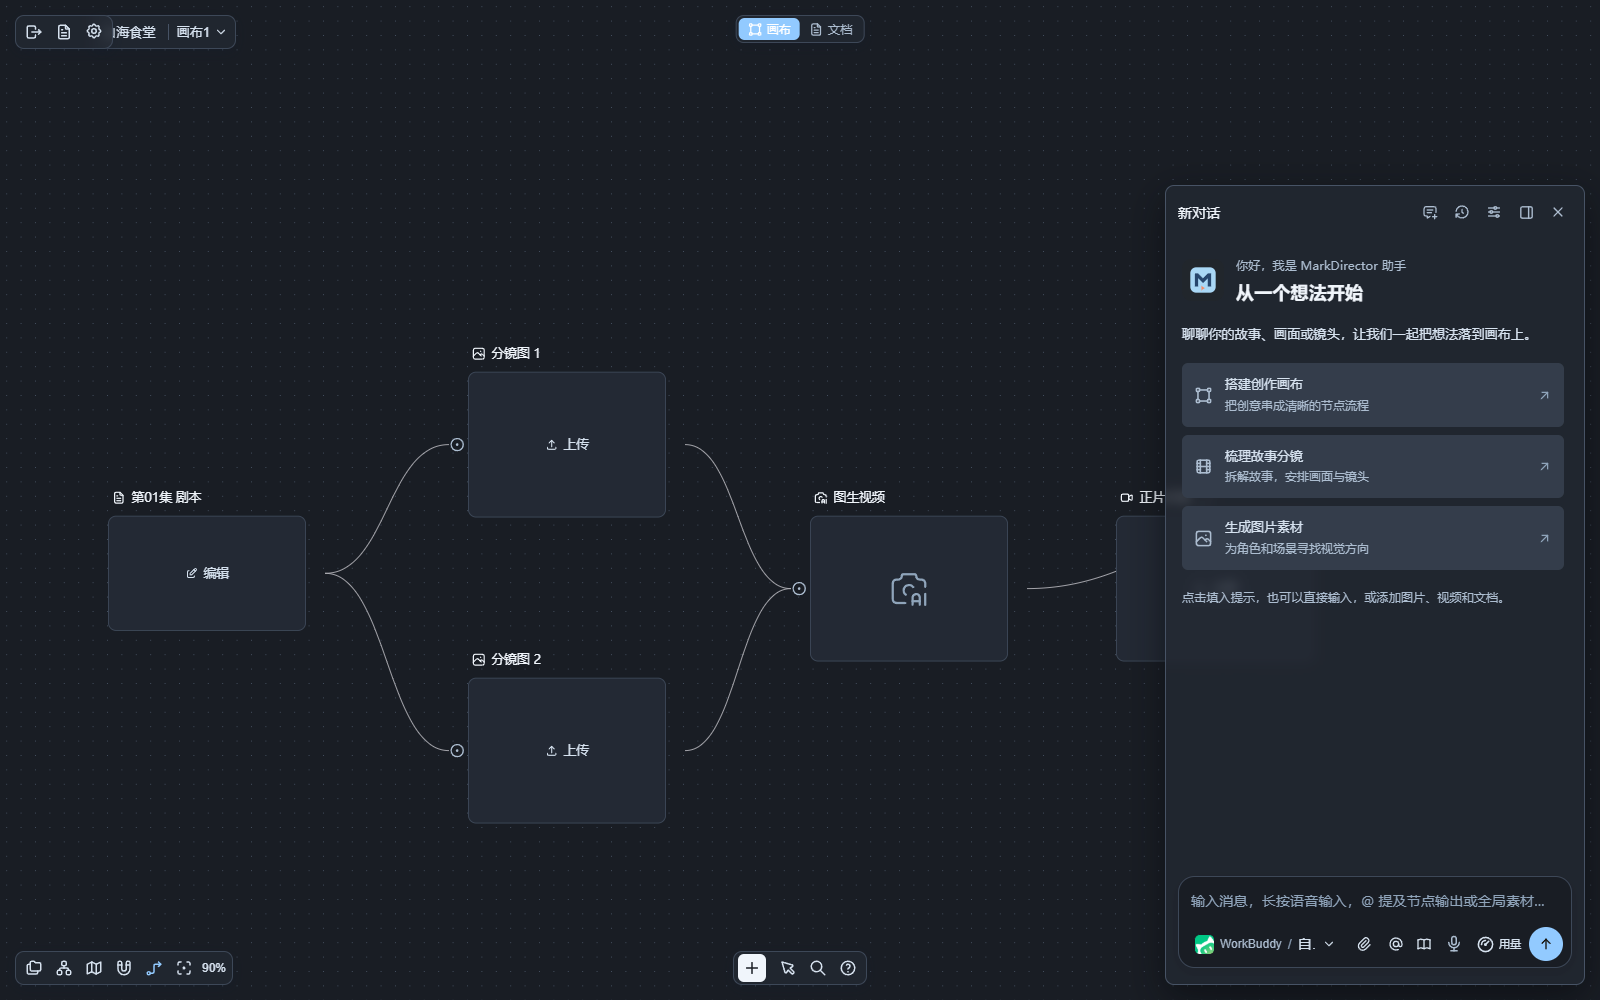 海食堂
画布1
画布
文档
新对话
你好，我是 MarkDirector 助手
从一个想法开始
聊聊你的故事、画面或镜头，让我们一起把想法落到画布上。
搭建创作画布
把创意串成清晰的节点流程
梳理故事分镜
拆解故事，安排画面与镜头
生成图片素材
为角色和场景寻找视觉方向
点击填入提示，也可以直接输入，或添加图片、视频和文档。
分镜图 1
上传
第01集 剧本
编辑
图生视频
AI
正片
分镜图 2
上传
输入消息，长按语音输入，@ 提及节点输出或全局素材...
WorkBuddy / 自.
用量
90%